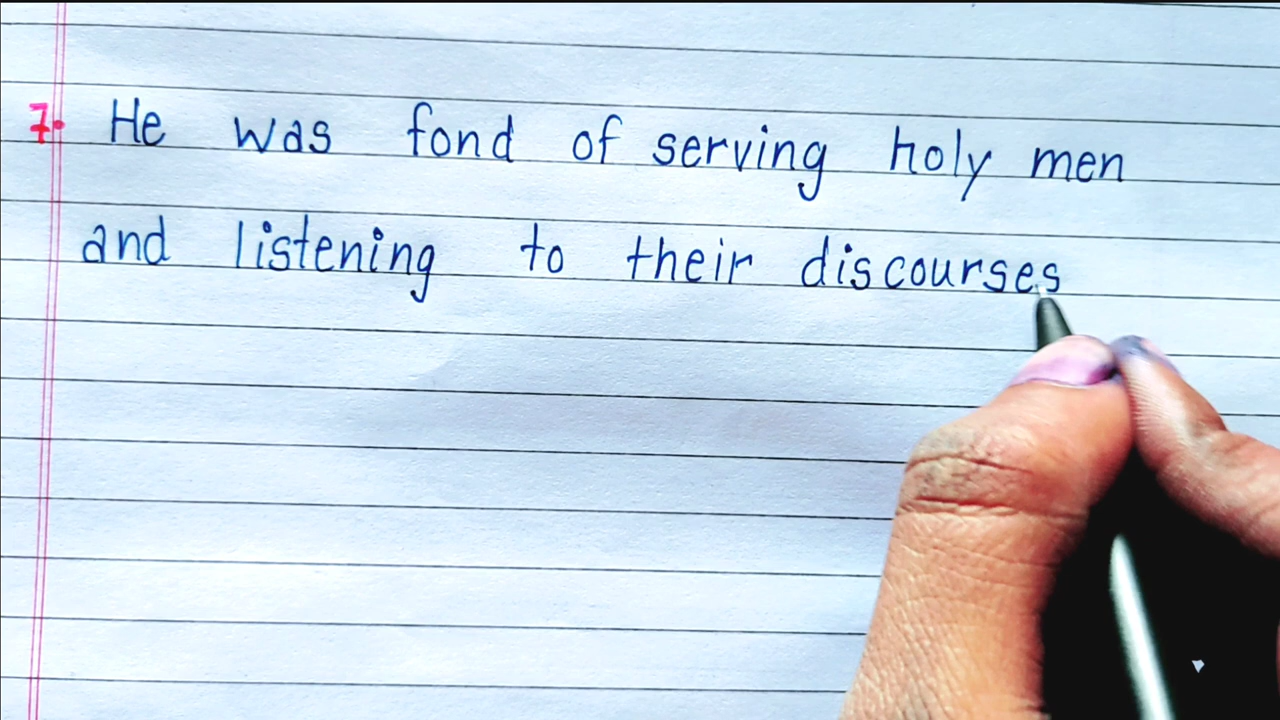 7. He was fond of serving holy men
and listening to their discourses